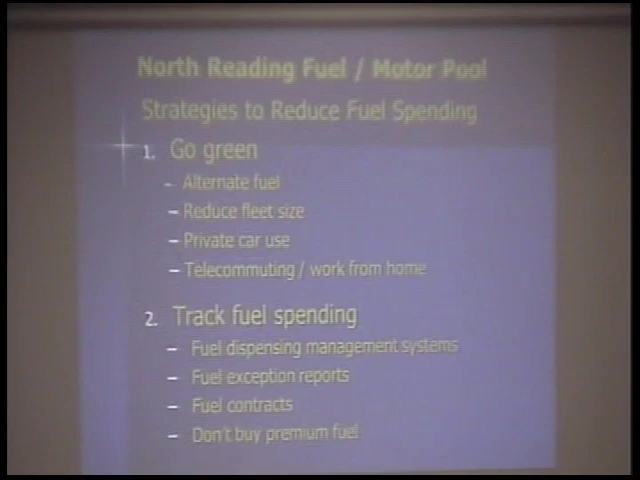 North Reading Fuel / Motor Pool
Strategies to Reduce Fuel Spending
1. Go green
– Alternate fuel
– Reduce fleet size
– Private car use
– Telecommuting / work from home
2. Track fuel spending
– Fuel dispensing management systems
– Fuel exception reports
– Fuel contracts
– Don't buy premium fuel